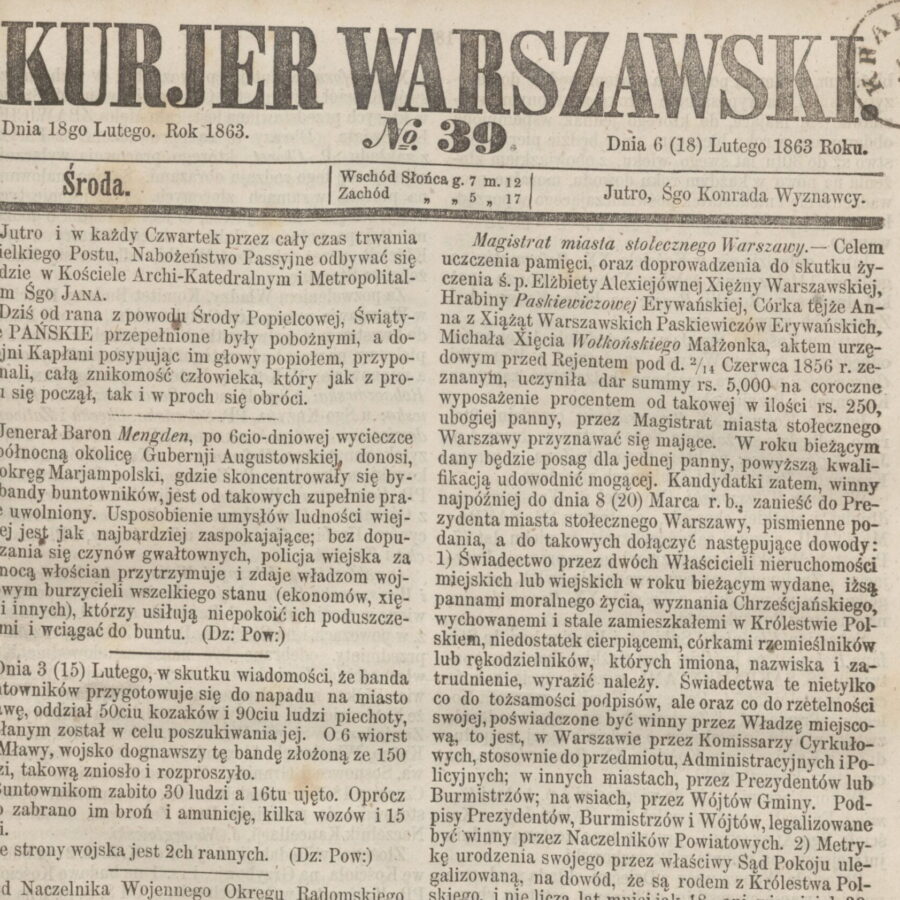 KURJER WARSZAWSKI.
Dnia 18go Lutego. Rok 1863.
№ 39.
Dnia 6 (18) Lutego 1863 Roku.
Środa.
Wschód Słońca g. 7 m. 12
Zachód „ „ 5 „ 17
Jutro, Śgo Konrada Wyznawcy.
Jutro i w każdy Czwartek przez cały czas trwania
ielkiego Postu, Nabożeństwo Passyjne odbywać się
dzie w Kościele Archi-Katedralnym i Metropolital-
m Śgo JANA.
Dziś od rana z powodu Środy Popielcowej, Świąty-
e PAŃSKIE przepełnione były pobożnymi, a do-
jni Kapłani posypując im głowy popiołem, przypo-
nali, całą znikomość człowieka, który jak z pro-
u się począł, tak i w proch się obróci.
Jenerał Baron Mengden, po 6cio-dniowej wycieczce
północną okolicę Gubernji Augustowskiej, donosi,
okręg Marjampolski, gdzie skoncentrowały się by-
bandy buntowników, jest od takowych zupełnie pra-
e uwolniony. Usposobienie umysłów ludności wiej-
ej jest jak najbardziej zaspokajające; bez dopu-
zania się czynów gwałtownych, policja wiejska za
nocą włościan przytrzymuje i zdaje władzom woj-
wym burzycieli wszelkiego stanu (ekonomów, xię-
i innych), którzy usiłują niepokoić ich poduszcze-
mi i wciągać do buntu. (Dz: Pow:)
Dnia 3 (15) Lutego, w skutku wiadomości, że banda
ntowników przygotowuje się do napadu na miasto
awę, oddział 50ciu kozaków i 90ciu ludzi piechoty,
łanym został w celu poszukiwania jej. O 6 wiorst
Mławy, wojsko dognawszy tę bandę złożoną ze 150
zi, takową zniosło i rozproszyło.
Buntownikom zabito 30 ludzi a 16tu ujęto. Oprócz
o zabrano im broń i amunicję, kilka wozów i 15
i.
e strony wojska jest 2ch rannych. (Dz: Pow:)
d Naczelnika Wojennego Okręgu Radomskiego
Magistrat miasta stołecznego Warszawy.— Celem
uczczenia pamięci, oraz doprowadzenia do skutku ży-
czenia ś. p. Elżbiety Alexiejównej Xiężny Warszawskiej,
Hrabiny Paskiewiczowej Erywańskiej, Córka tejże An-
na z Xiążąt Warszawskich Paskiewiczów Erywańskich,
Michała Xięcia Wołkońskiego Małżonka, aktem urzę-
dowym przed Rejentem pod d. 2/14 Czerwca 1856 r. ze-
znanym, uczyniła dar summy rs. 5,000 na coroczne
wyposażenie procentem od takowej w ilości rs. 250,
ubogiej panny, przez Magistrat miasta stołecznego
Warszawy przyznawać się mające. W roku bieżącym
dany będzie posag dla jednej panny, powyższą kwali-
fikacją udowodnić mogącej. Kandydatki zatem, winny
najpóźniej do dnia 8 (20) Marca r. b., zanieść do Pre-
zydenta miasta stołecznego Warszawy, pismienne po-
dania, a do takowych dołączyć następujące dowody:
1) Świadectwo przez dwóch Właścicieli nieruchomości
miejskich lub wiejskich w roku bieżącym wydane, iż są
pannami moralnego życia, wyznania Chrześcjańskiego,
wychowanemi i stale zamieszkałemi w Królestwie Pol-
skiem, niedostatek cierpiącemi, córkami rzemieślników
lub rękodzielników, których imiona, nazwiska i za-
trudnienie, wyrazić należy. Świadectwa te nietylko
co do tożsamości podpisów, ale oraz co do rzetelności
swojej, poświadczone być winny przez Władzę miejsco-
wą, to jest, w Warszawie przez Komissarzy Cyrkuło-
wych, stosownie do przedmiotu, Administracyjnych i Po-
licyjnych; w innych miastach, przez Prezydentów lub
Burmistrzów; na wsiach, przez Wójtów Gminy. Pod-
pisy Prezydentów, Burmistrzów i Wójtów, legalizowane
być winny przez Naczelników Powiatowych. 2) Metry-
kę urodzenia swojego przez właściwy Sąd Pokoju ule-
galizowaną, na dowód, że są rodem z Królestwa Pol-